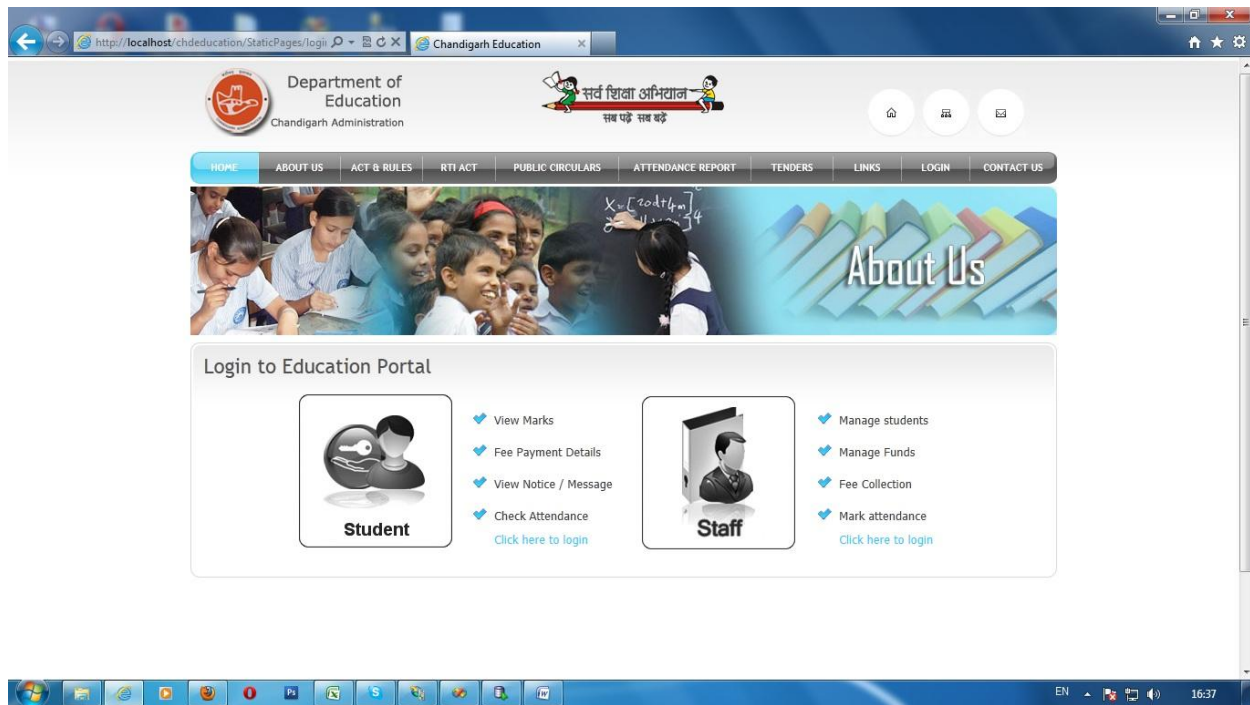 http://localhost/chdeducation/StaticPages/logi
Chandigarh Education
Department of
Education
Chandigarh Administration
सर्व शिक्षा अभियान
सब पढ़ें सब बढ़ें
HOME
ABOUT US
ACT & RULES
RTI ACT
PUBLIC CIRCULARS
ATTENDANCE REPORT
TENDERS
LINKS
LOGIN
CONTACT US
About Us
Login to Education Portal
Student
View Marks
Fee Payment Details
View Notice / Message
Check Attendance
Click here to login
Staff
Manage students
Manage Funds
Fee Collection
Mark attendance
Click here to login
Ps
EN
16:37